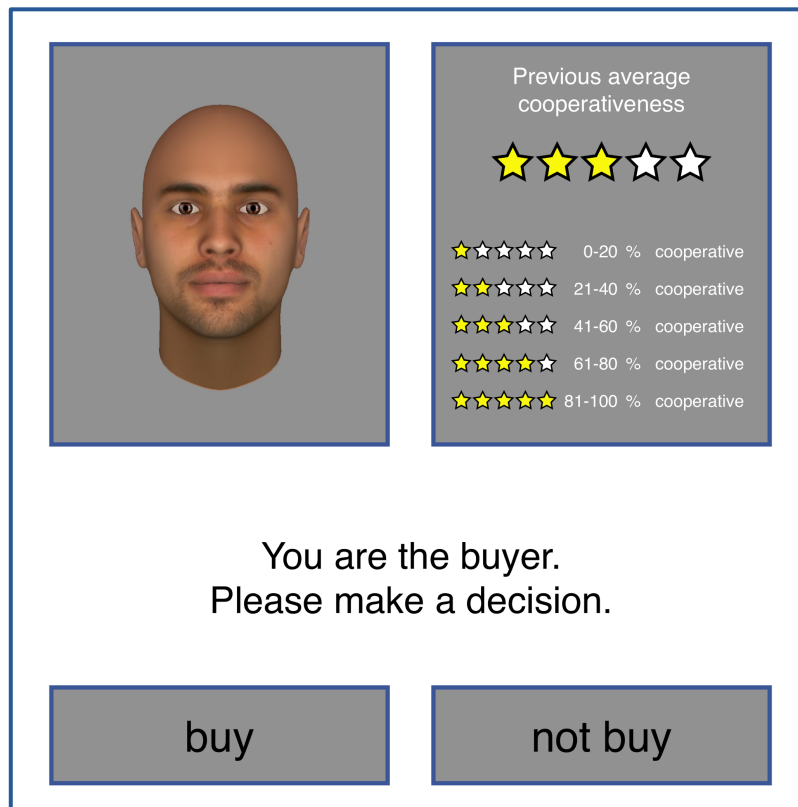 Previous average
cooperativeness
0-20 % cooperative
21-40 % cooperative
41-60 % cooperative
61-80 % cooperative
81-100 % cooperative
You are the buyer.
Please make a decision.
buy
not buy